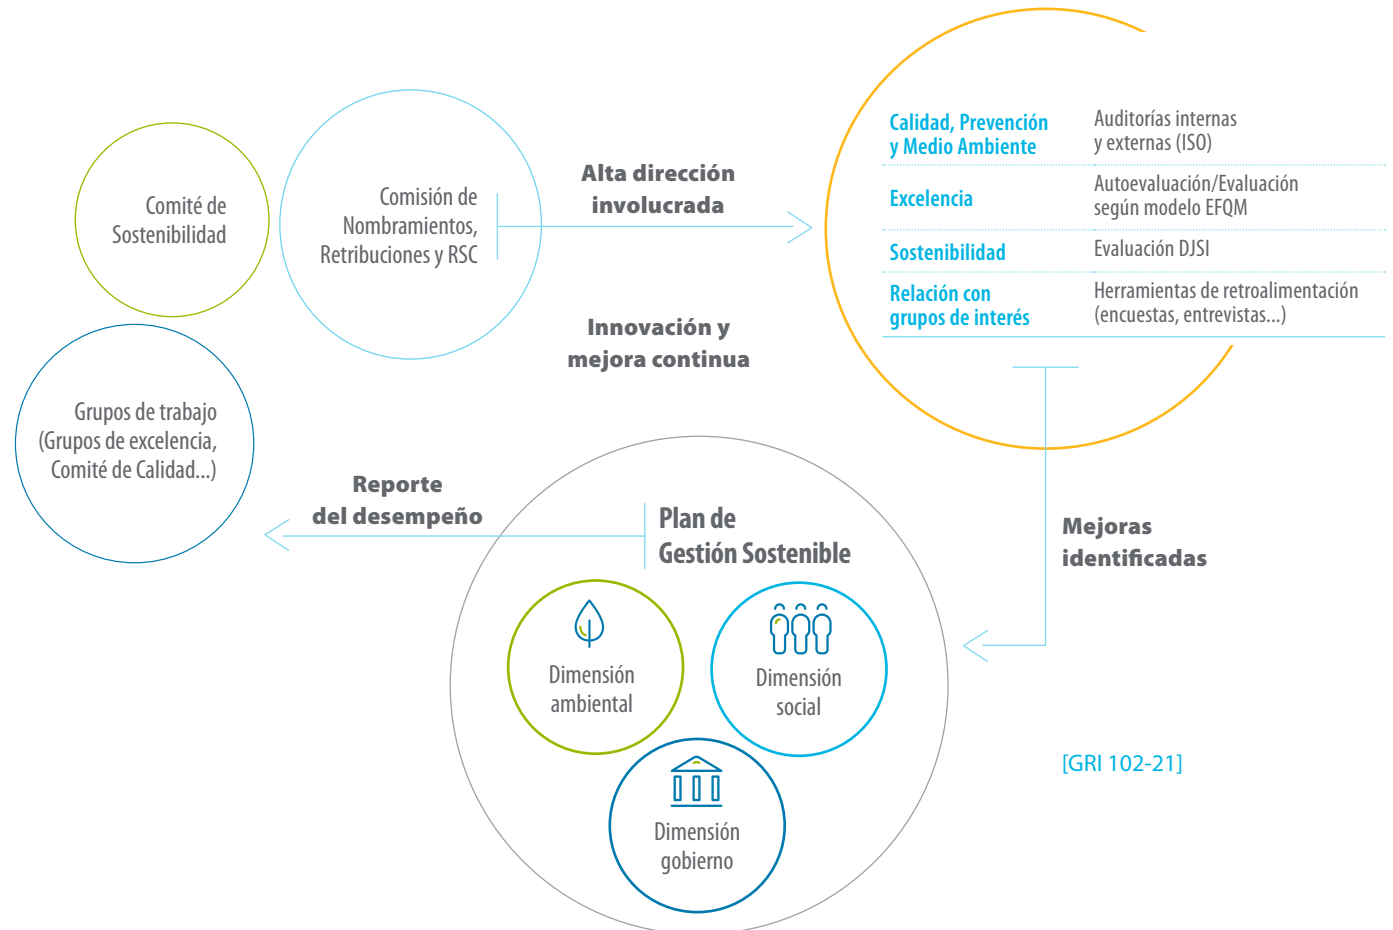 Comité de
Sostenibilidad
Comisión de
Nombramientos,
Retribuciones y RSC
Grupos de trabajo
(Grupos de excelencia,
Comité de Calidad...)
Alta dirección
involucrada
Calidad, Prevención
y Medio Ambiente
Auditorías internas
y externas (ISO)
Excelencia
Autoevaluación/Evaluación
según modelo EFQM
Sostenibilidad
Evaluación DJSI
Relación con
grupos de interés
Herramientas de retroalimentación
(encuestas, entrevistas...)
Innovación y
mejora continua
Reporte
del desempeño
Plan de
Gestión Sostenible
Dimensión
ambiental
Dimensión
social
Dimensión
gobierno
Mejoras
identificadas
[GRI 102-21]